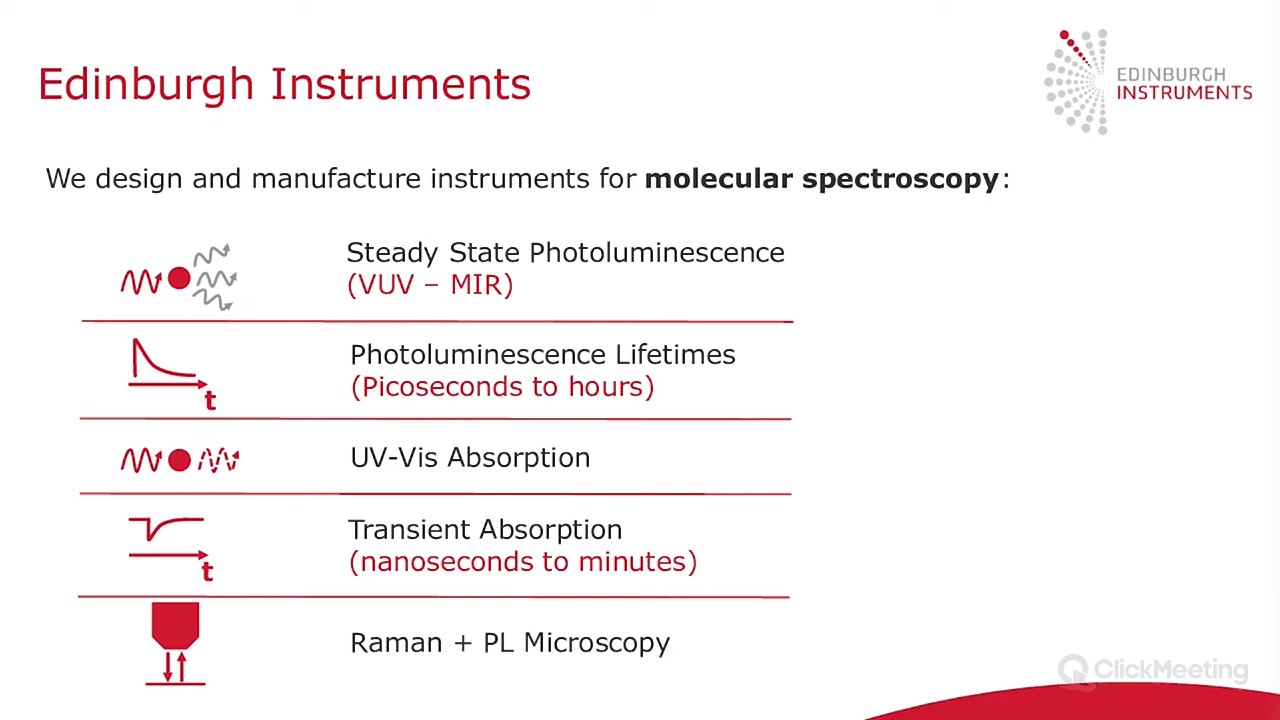 Edinburgh Instruments
EDINBURGH
INSTRUMENTS
We design and manufacture instruments for molecular spectroscopy:
Steady State Photoluminescence
(VUV – MIR)
Photoluminescence Lifetimes
(Picoseconds to hours)
t
UV-Vis Absorption
Transient Absorption
(nanoseconds to minutes)
t
Raman + PL Microscopy
ClickMeeting